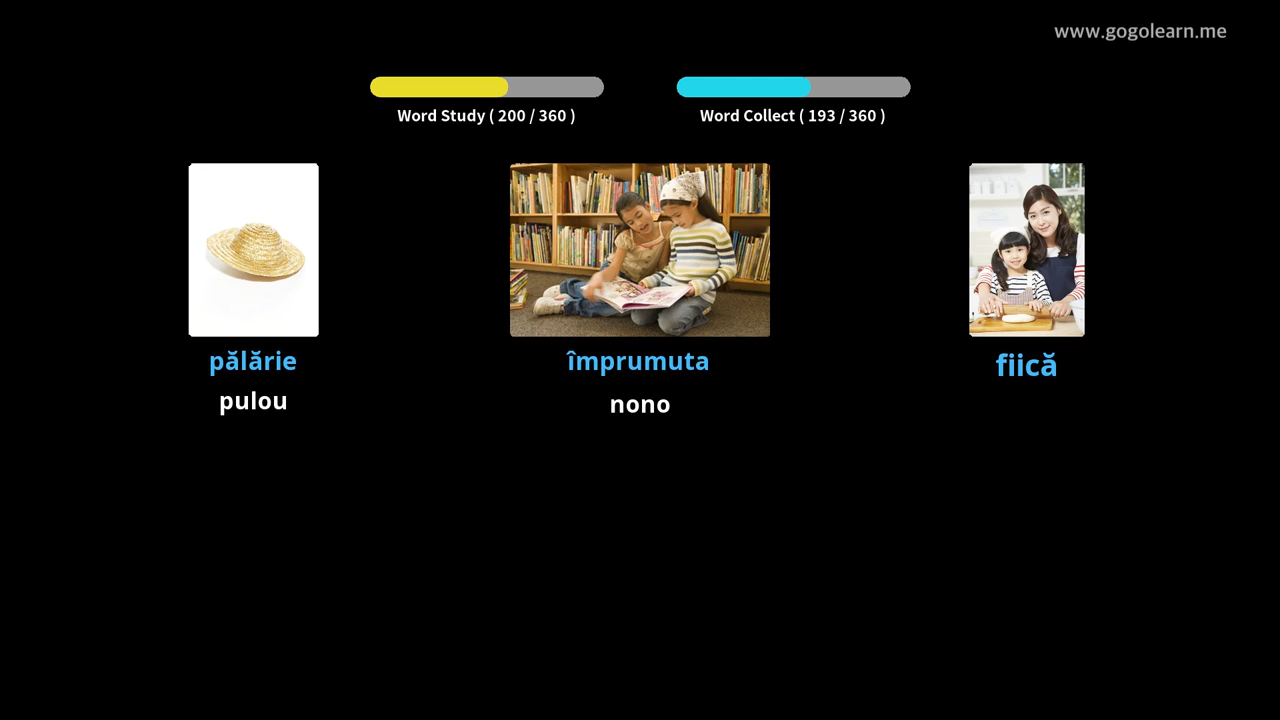 www.gogolearn.me
Word Study ( 200 / 360 )
Word Collect ( 193 / 360 )
pălărie
pulou
împrumuta
nono
fiică